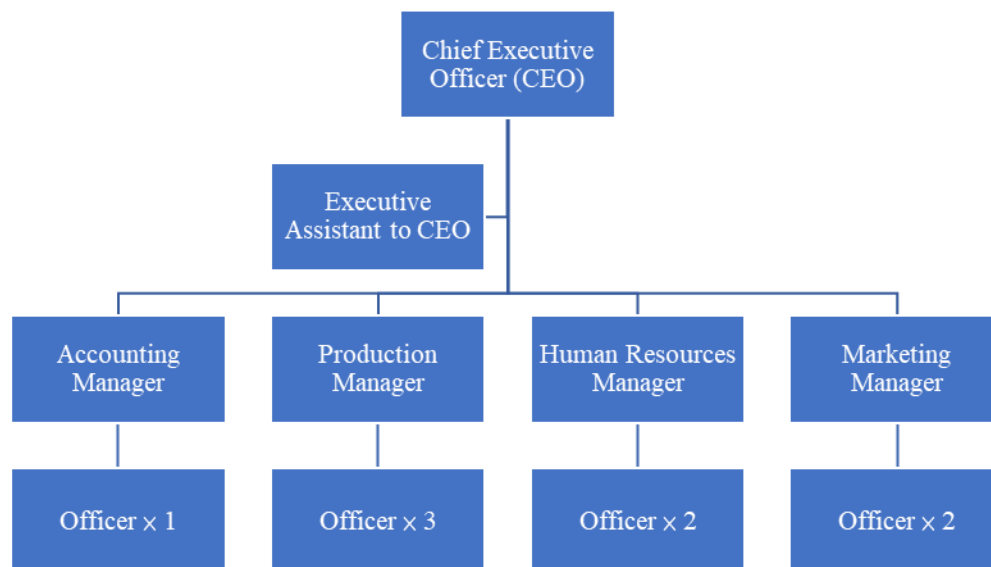 Chief Executive
Officer (CEO)
Executive
Assistant to CEO
Accounting
Manager
Production
Manager
Human Resources
Manager
Marketing
Manager
Officer × 1
Officer × 3
Officer × 2
Officer × 2